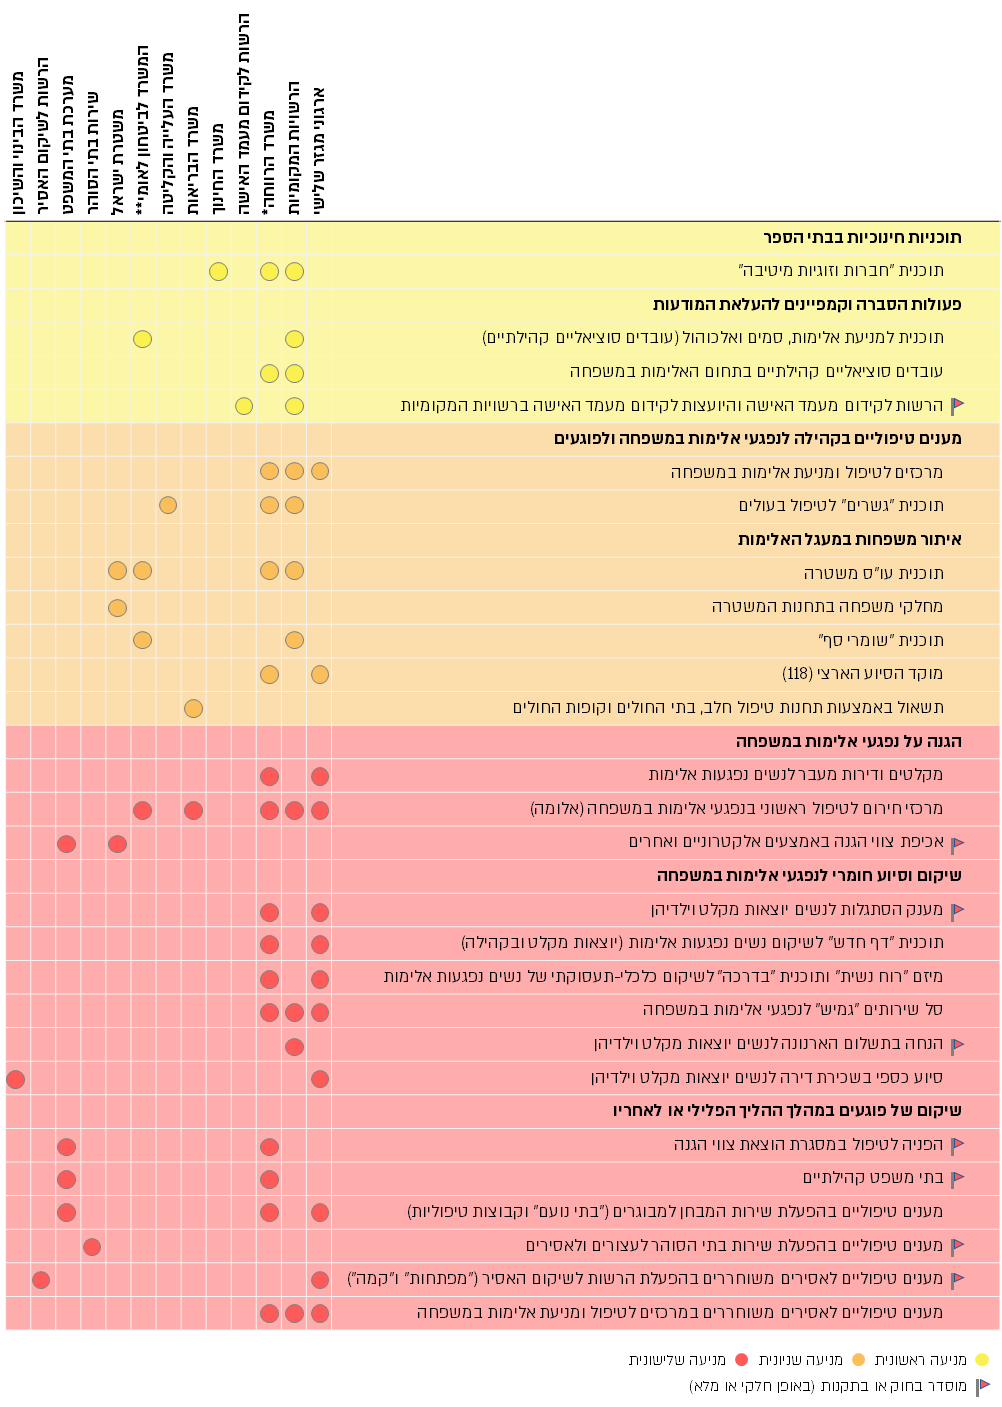 ארגוני מגזר שלישי
הרשויות המקומיות
משרד הרווחה*
הרשות לקידום מעמד האישה
משרד החינוך
משרד הבריאות
משרד העלייה והקליטה
המשרד לביטחון לאומי**
משטרת ישראל
שירות בתי הסוהר
מערכת בתי המשפט
הרשות לשיקום האסיר
משרד הבינוי והשיכון
תוכניות חינוכיות בבתי הספר
תוכנית "חברות וזוגיות מיטיבה"
פעולות הסברה וקמפיינים להעלאת המודעות
תוכנית למניעת אלימות, סמים ואלכוהול (עובדים סוציאליים קהילתיים)
עובדים סוציאליים קהילתיים בתחום האלימות במשפחה
הרשות לקידום מעמד האישה והיועצות לקידום מעמד האישה ברשויות המקומיות
מענים טיפוליים בקהילה לנפגעי אלימות במשפחה ולפוגעים
מרכזים לטיפול ומניעת אלימות במשפחה
תוכנית "גשרים" לטיפול בעולים
איתור משפחות במעגל האלימות
תוכנית עו"ס משטרה
מחלקי משפחה בתחנות המשטרה
תוכנית "שומרי סף"
מוקד הסיוע הארצי (118)
תשאול באמצעות תחנות טיפול חלב, בתי החולים וקופות החולים
הגנה על נפגעי אלימות במשפחה
מקלטים ודירות מעבר לנשים נפגעות אלימות
מרכזי חירום לטיפול ראשוני בנפגעי אלימות במשפחה (אלומה)
אכיפת צווי הגנה באמצעים אלקטרוניים ואחרים
שיקום וסיוע חומרי לנפגעי אלימות במשפחה
מענק הסתגלות לנשים יוצאות מקלט וילדיהן
תוכנית "דף חדש" לשיקום נשים נפגעות אלימות (יוצאות מקלט ובקהילה)
מיזם "רוח נשית" ותוכנית "בדרכה" לשיקום כלכלי-תעסוקתי של נשים נפגעות אלימות
סל שירותים "גמיש" לנפגעי אלימות במשפחה
הנחה בתשלום הארנונה לנשים יוצאות מקלט וילדיהן
סיוע כספי בשכירת דירה לנשים יוצאות מקלט וילדיהן
שיקום של פוגעים במהלך ההליך הפלילי או לאחריו
הפניה לטיפול במסגרת הוצאת צווי הגנה
בתי משפט קהילתיים
מענים טיפוליים בהפעלת שירות המבחן למבוגרים ("בתי נועם" וקבוצות טיפוליות)
מענים טיפוליים בהפעלת שירות בתי הסוהר לעצורים ולאסירים
מענים טיפוליים לאסירים משוחררים בהפעלת הרשות לשיקום האסיר ("מפתחות" ו"קמה")
מענים טיפוליים לאסירים משוחררים במרכזים לטיפול ומניעת אלימות במשפחה
מניעה ראשונית מניעה שניונית מניעה שלישונית
מוסדר בחוק או בתקנות (באופן חלקי או מלא)